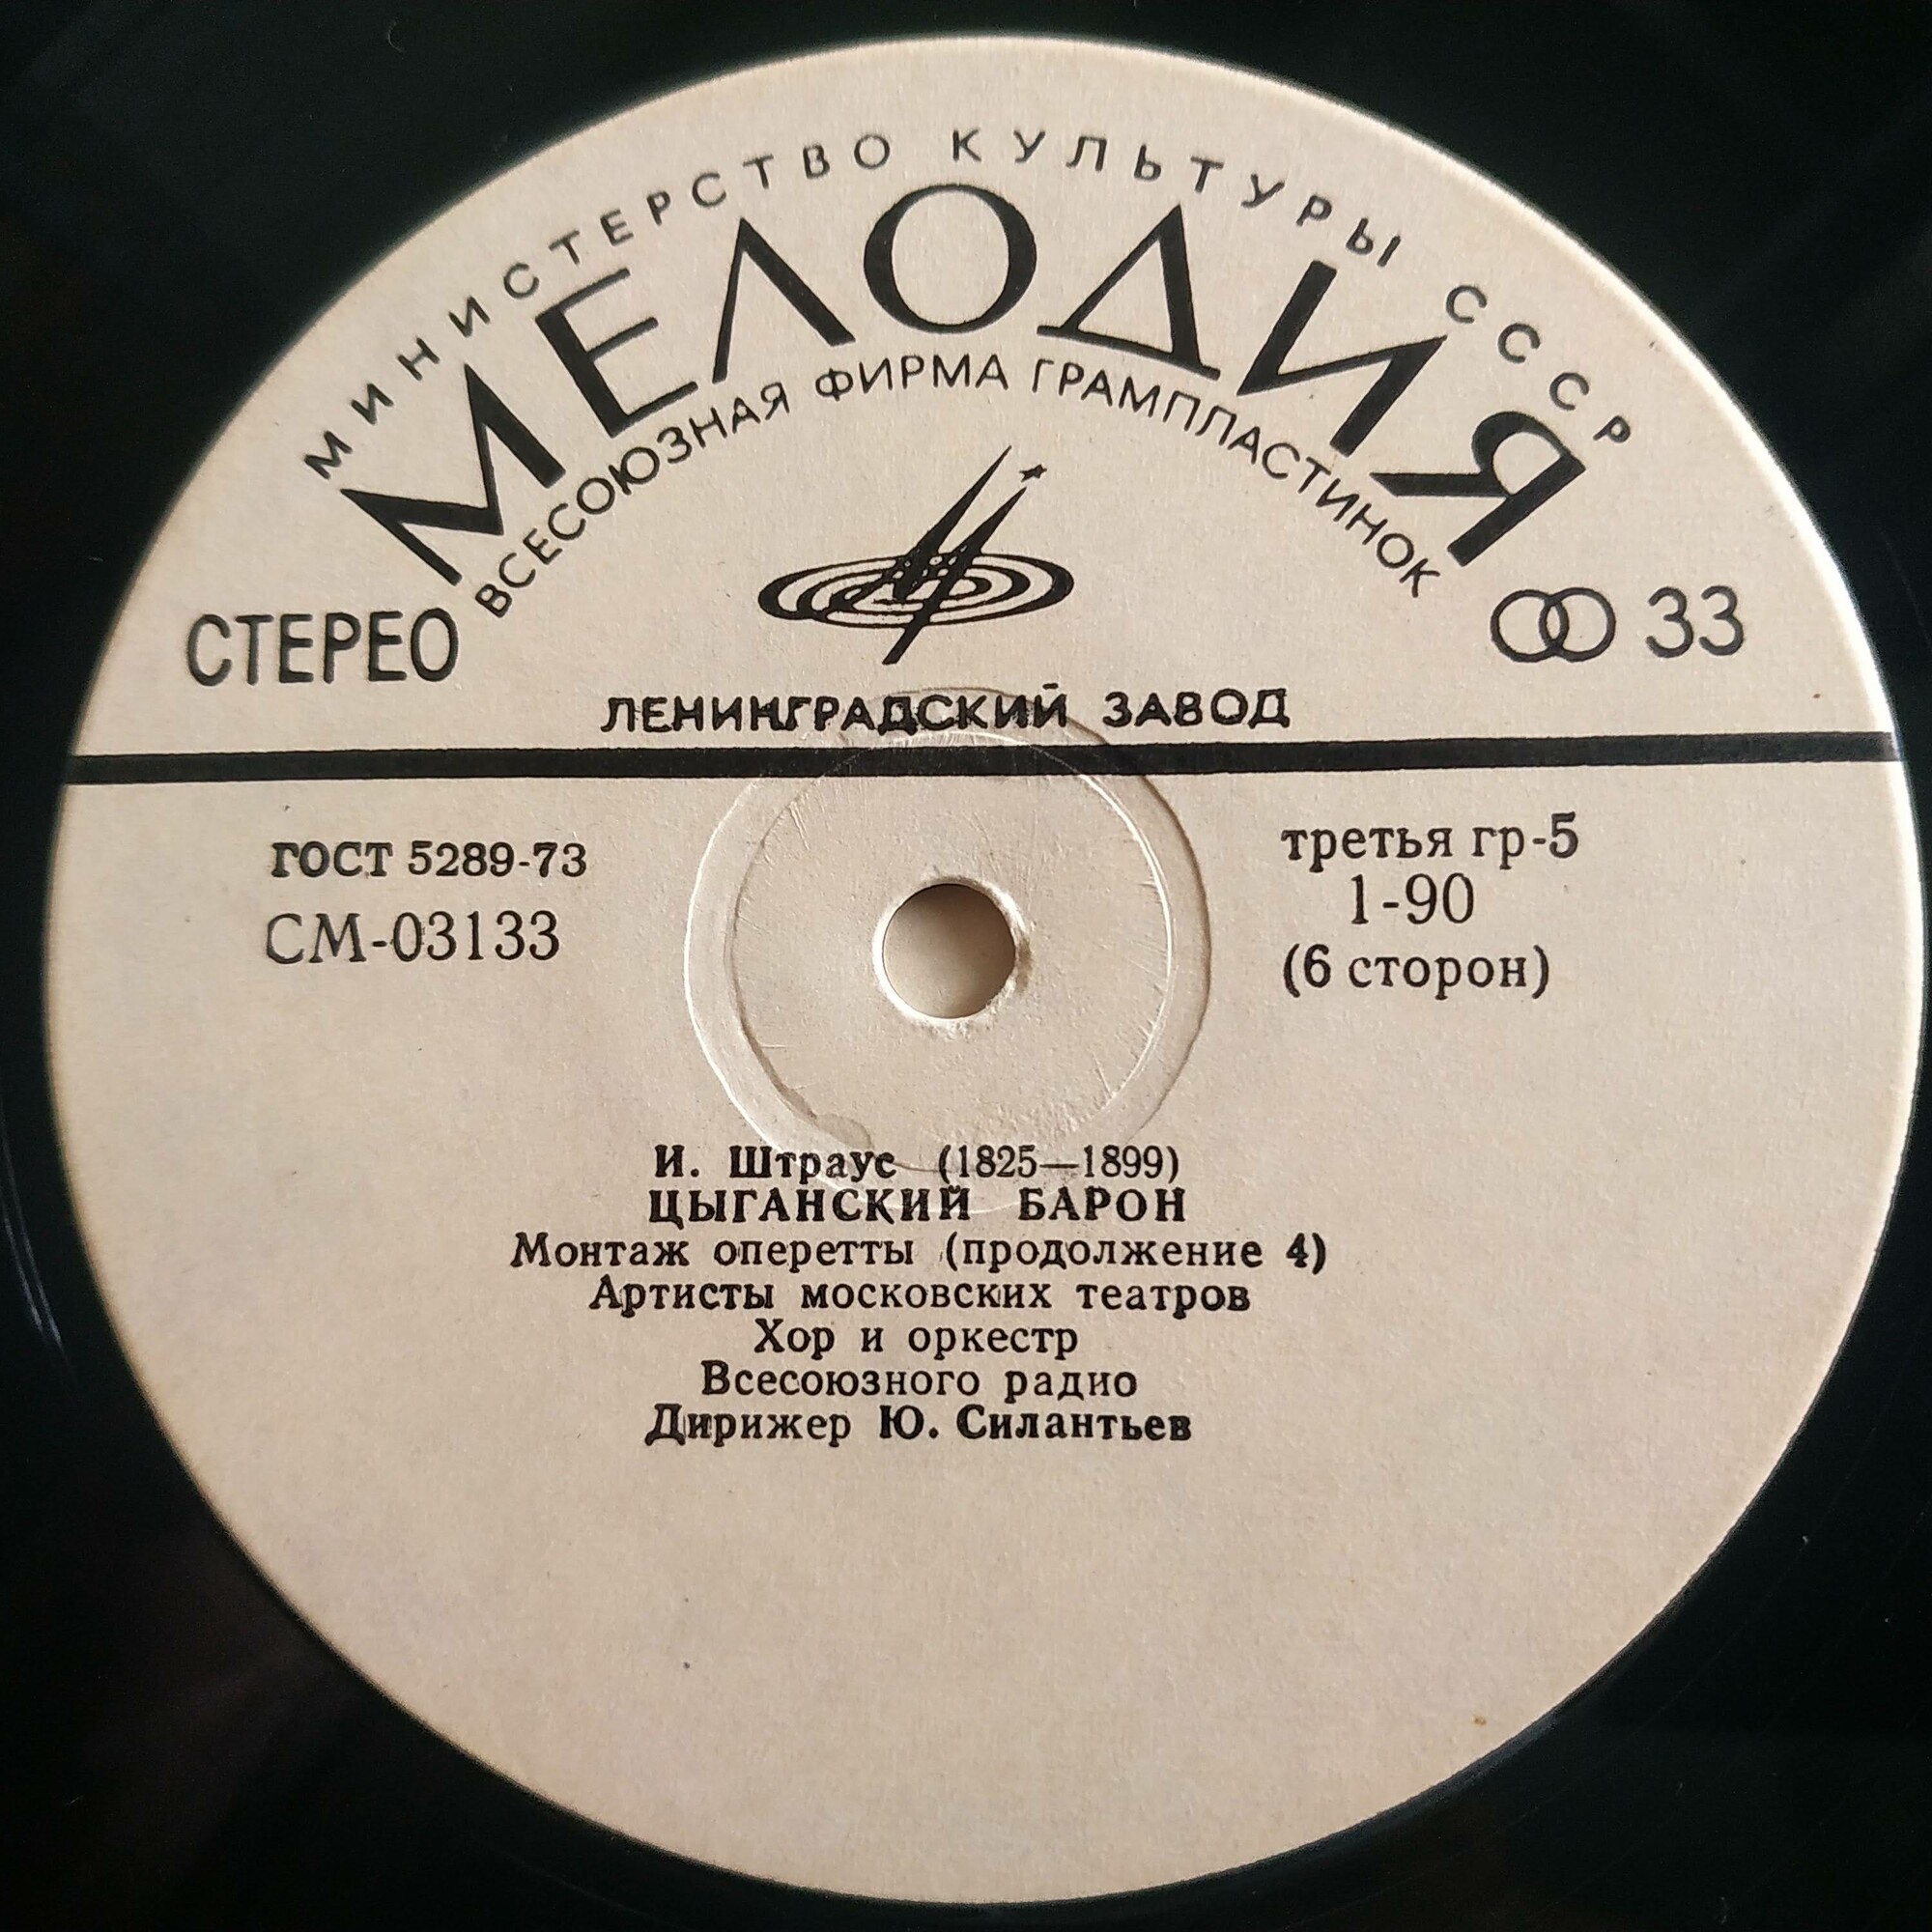 МИНИСТЕРСТВО КУЛЬТУРЫ СССР
МЕЛОДИЯ
ВСЕСОЮЗНАЯ ФИРМА ГРАМПЛАСТИНОК
СТЕРЕО
33
ЛЕНИНГРАДСКИЙ ЗАВОД
ГОСТ 5289-73
СМ-03133
третья гр-5
1-90
(6 сторон)
И. Штраус (1825—1899)
ЦЫГАНСКИЙ БАРОН
Монтаж оперетты (продолжение 4)
Артисты московских театров
Хор и оркестр
Всесоюзного радио
Дирижер Ю. Силантьев